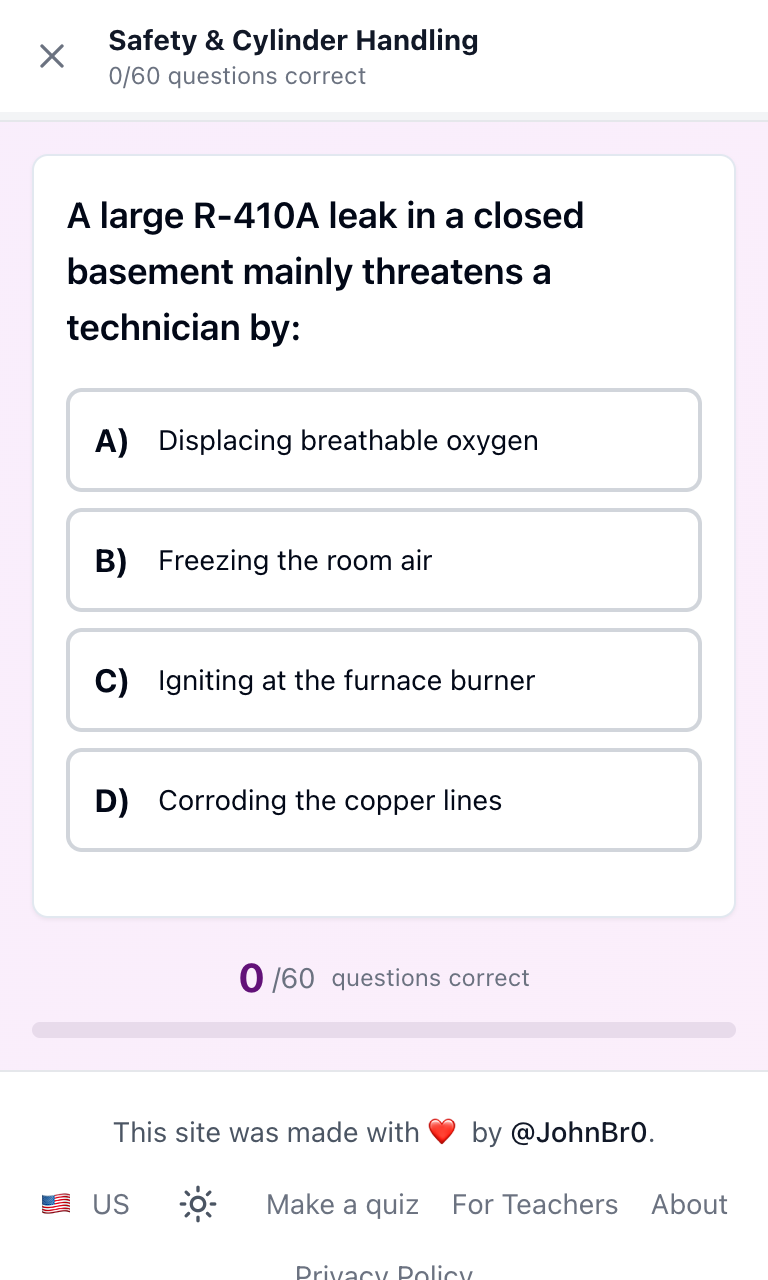 Safety & Cylinder Handling
0/60 questions correct
A large R-410A leak in a closed
basement mainly threatens a
technician by:
A) Displacing breathable oxygen
B) Freezing the room air
C) Igniting at the furnace burner
D) Corroding the copper lines
0 /60 questions correct
This site was made with ❤️ by @JohnBr0.
🇺🇸 US Make a quiz For Teachers About
Privacy Policy